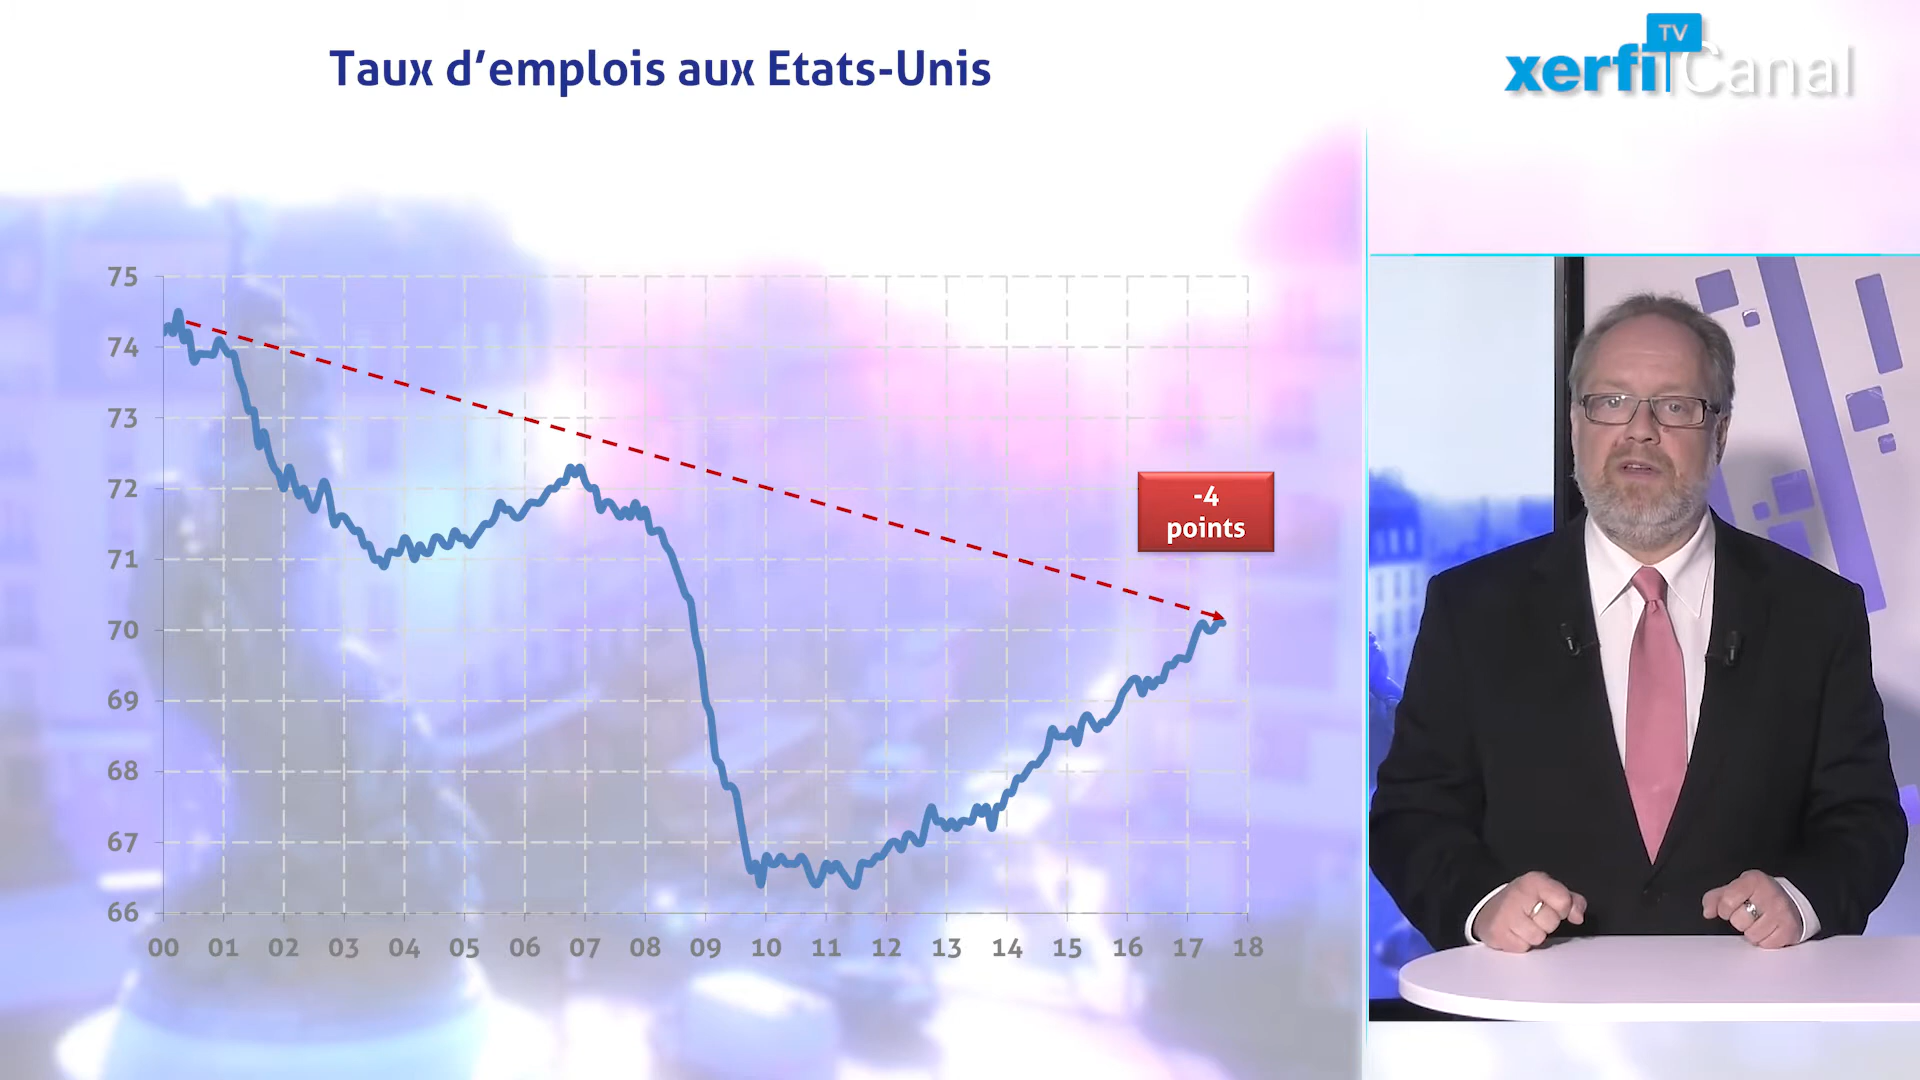 Taux d'emplois aux Etats-Unis
TV
xerfi Canal
75
74
73
72
71
70
69
68
67
66
-4
points
00 01 02 03 04 05 06 07 08 09 10 11 12 13 14 15 16 17 18